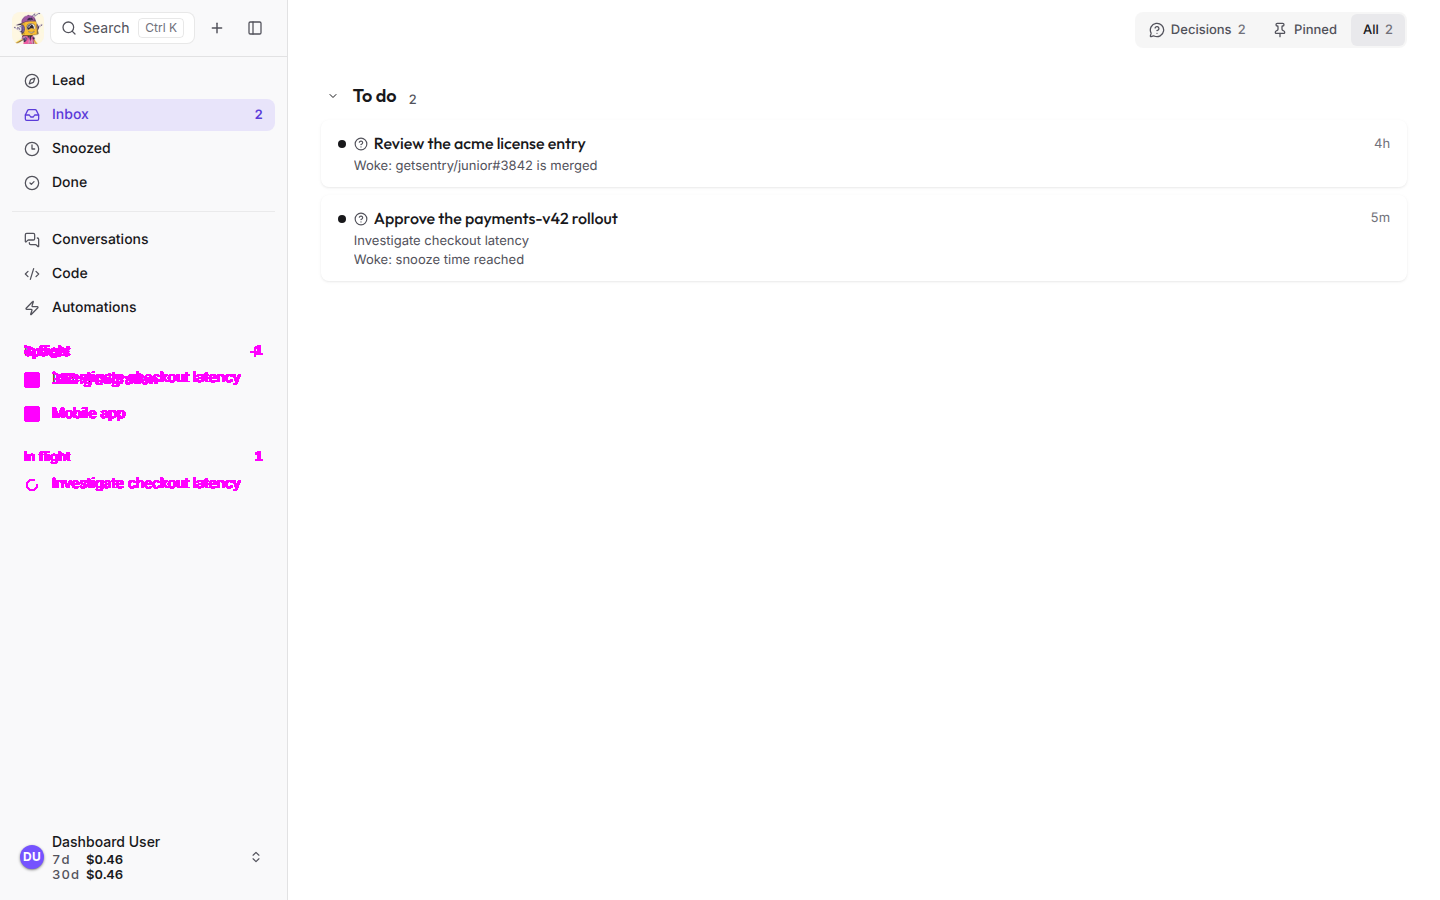 Search Ctrl K
Lead
Inbox 2
Snoozed
Done
Conversations
Code
Automations
checkout latency
Mobile app
In flight 1
Investigate checkout latency
DU
Dashboard User
7d $0.46
30d $0.46
Decisions 2
Pinned
All 2
To do 2
Review the acme license entry 4h
Woke: getsentry/junior#3842 is merged
Approve the payments-v42 rollout 5m
Investigate checkout latency
Woke: snooze time reached